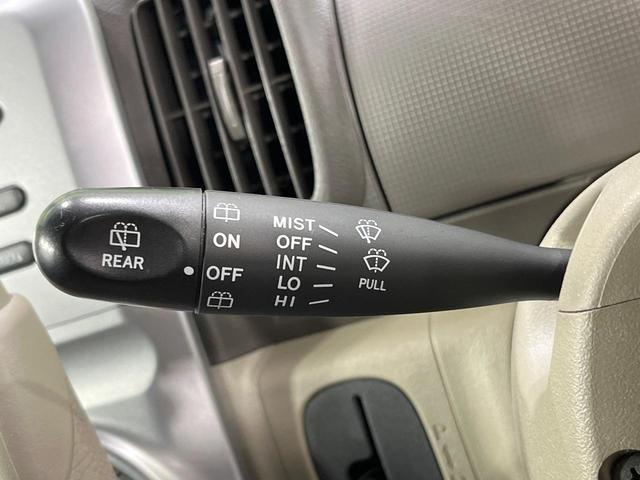 REAR
ON
OFF
MIST
OFF
INT
LO
HI
PULL